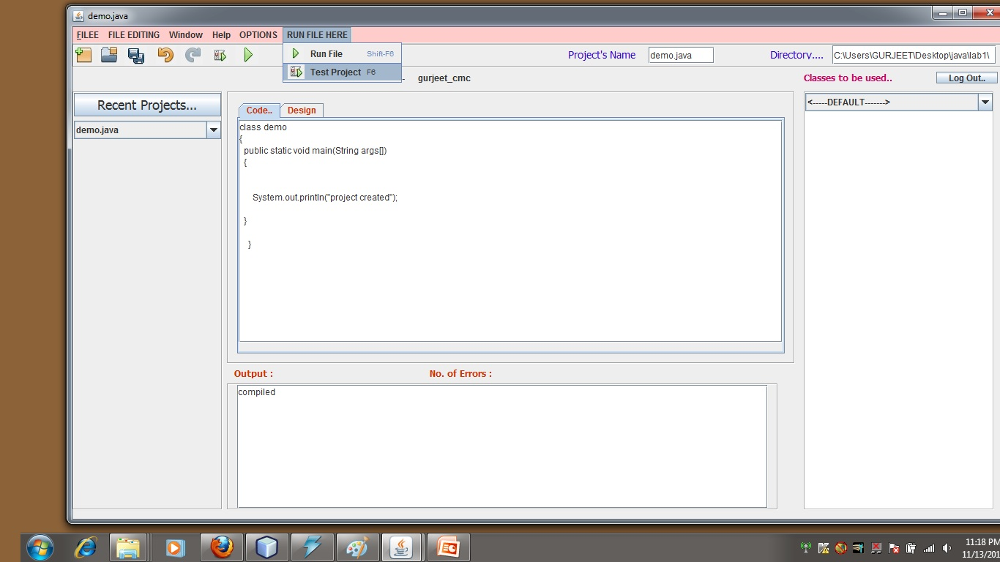 demo.java
FILEE FILE EDITING Window Help OPTIONS RUN FILE HERE
Run File Shift-F6
Test Project F6
Project's Name demo.java Directory.... C:\Users\GURJEET\Desktop\java\lab1\
gurjeet_cmc
Classes to be used.. Log Out..
Recent Projects...
demo.java
<-----DEFAULT------->
Code.. Design
class demo
{
public static void main(String args[])
{
System.out.println("project created");
}
}
Output : No. of Errors :
compiled
11:18 PM